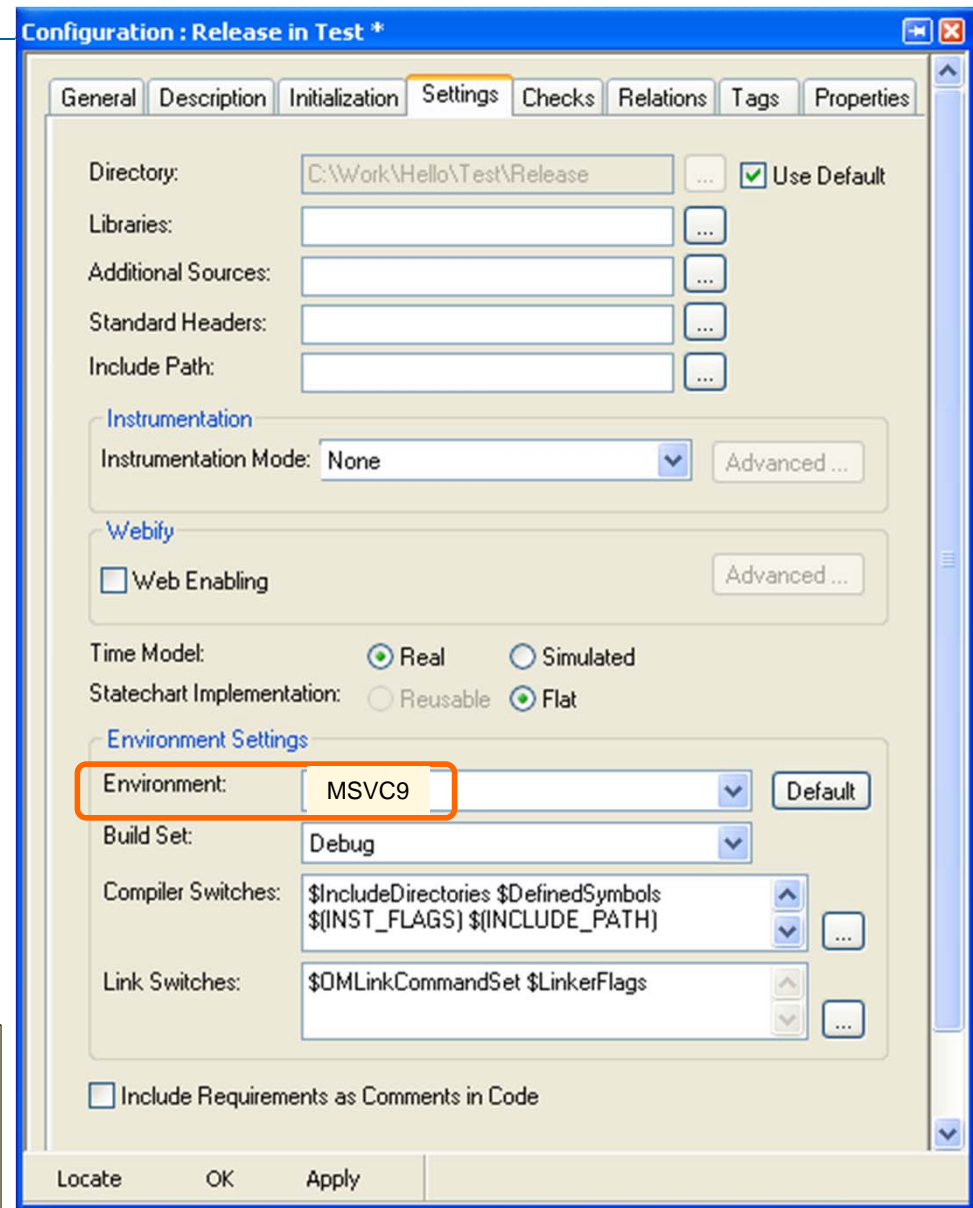 Configuration : Release in Test *
General Description Initialization Settings Checks Relations Tags Properties
Directory: C:\Work\Hello\Test\Release ... Use Default
Libraries: ...
Additional Sources: ...
Standard Headers: ...
Include Path: ...
Instrumentation
Instrumentation Mode: None Advanced ...
Webify
Web Enabling Advanced ...
Time Model: Real Simulated
Statechart Implementation: Reusable Flat
Environment Settings
Environment: MSVC9 Default
Build Set: Debug
Compiler Switches: $IncludeDirectories $DefinedSymbols
$(INST_FLAGS) $(INCLUDE_PATH) ...
Link Switches: $OMLinkCommandSet $LinkerFlags
...
Include Requirements as Comments in Code
Locate OK Apply